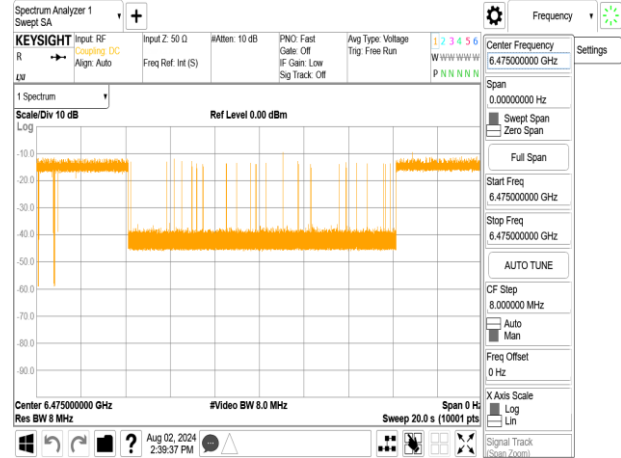 Spectrum Analyzer 1
Swept SA
Frequency
KEYSIGHT
R
Input: RF
Coupling: DC
Align: Auto
Input Z: 50 Ω
Freq Ref: Int (S)
#Atten: 10 dB
PNO: Fast
Gate: Off
IF Gain: Low
Sig Track: Off
Avg Type: Voltage
Trig: Free Run
1 2 3 4 5 6
W W W W W W
P N N N N N
1 Spectrum
Scale/Div 10 dB
Ref Level 0.00 dBm
Log
-10.0
-20.0
-30.0
-40.0
-50.0
-60.0
-70.0
-80.0
-90.0
Center 6.475000000 GHz
#Video BW 8.0 MHz
Span 0 Hz
Res BW 8 MHz
Sweep 20.0 s (10001 pts
Aug 02, 2024
2:39:37 PM
Center Frequency
6.475000000 GHz
Settings
Span
0.00000000 Hz
Swept Span
Zero Span
Full Span
Start Freq
6.475000000 GHz
Stop Freq
6.475000000 GHz
AUTO TUNE
CF Step
8.000000 MHz
Auto
Man
Freq Offset
0 Hz
X Axis Scale
Log
Lin
Signal Track
(Span Zoom)